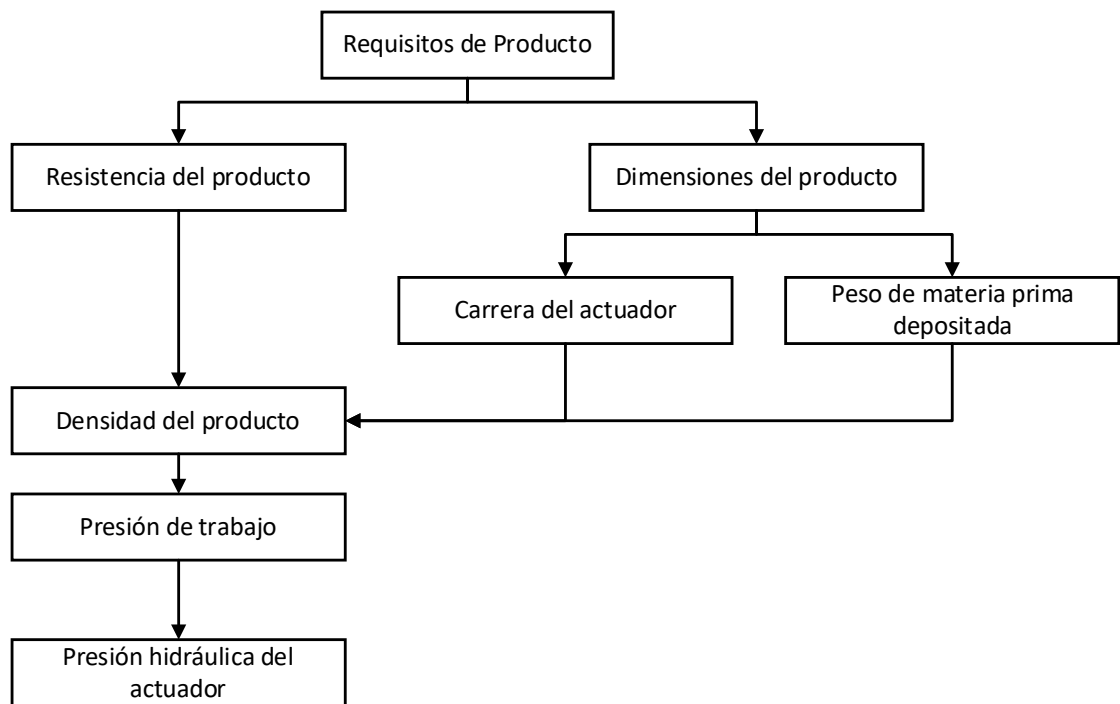 Requisitos de Producto
Resistencia del producto
Dimensiones del producto
Carrera del actuador
Peso de materia prima
depositada
Densidad del producto
Presión de trabajo
Presión hidráulica del
actuador